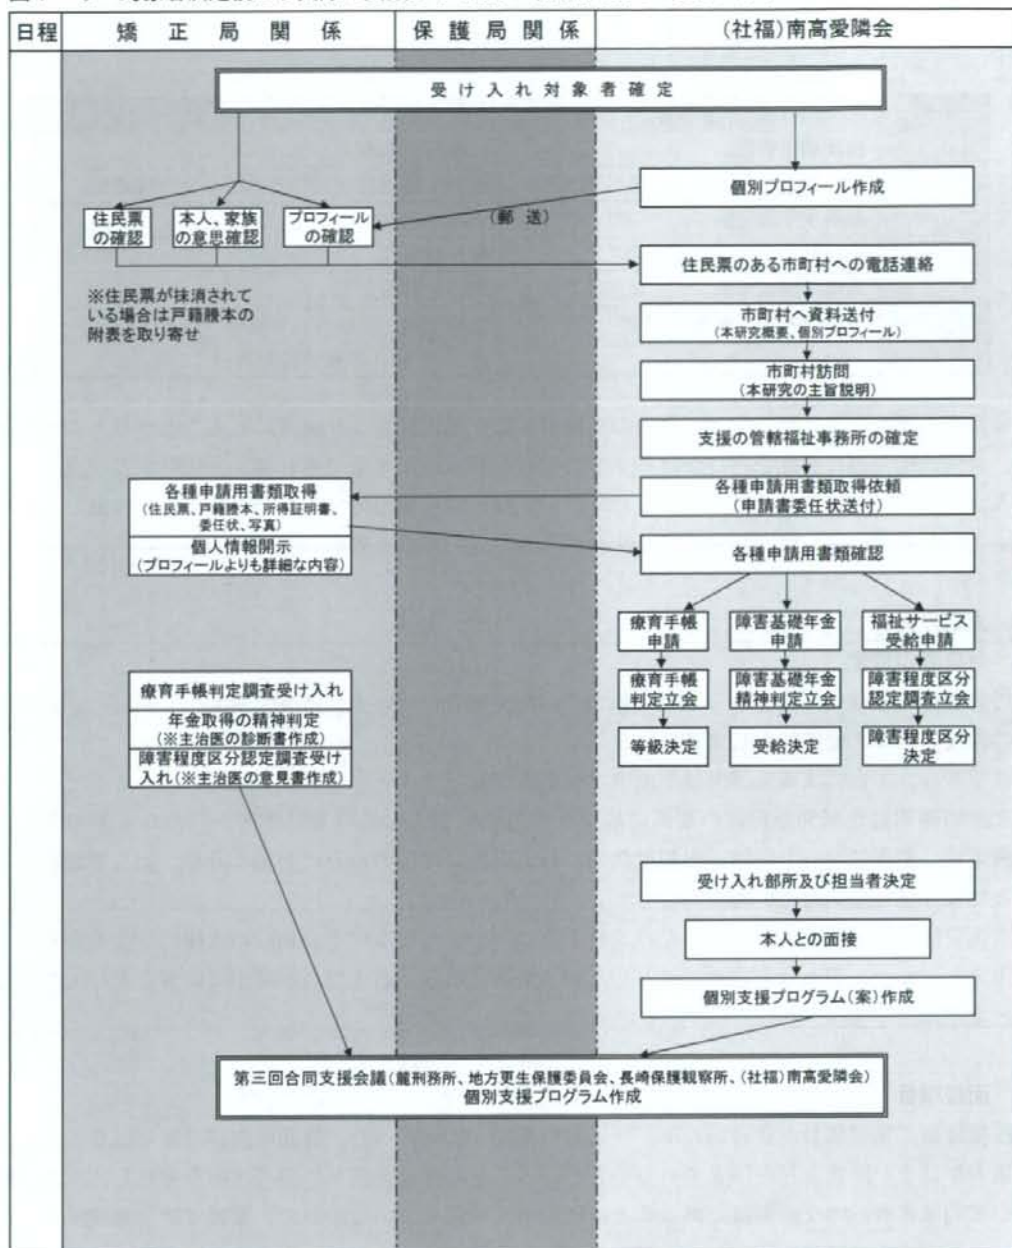 日程
矯正局関係
保護局関係
(社福)南高愛隣会
受け入れ対象者確定
個別プロフィール作成
(郵送)
住民票
の確認
本人、家族
の意思確認
プロフィール
の確認
住民票のある市町村への電話連絡
※住民票が抹消されて
いる場合は戸籍謄本の
附表を取り寄せ
市町村へ資料送付
(本研究概要、個別プロフィール)
市町村訪問
(本研究の主旨説明)
支援の管轄福祉事務所の確定
各種申請用書類取得
(住民票、戸籍謄本、所得証明書、
委任状、写真)
個人情報開示
(プロフィールよりも詳細な内容)
各種申請用書類取得依頼
(申請書委任状送付)
各種申請用書類確認
療育手帳
申請
障害基礎年金
申請
福祉サービス
受給申請
療育手帳
判定立会
障害基礎年金
精神判定立会
障害程度区分
認定調査立会
等級決定
受給決定
障害程度区分
決定
療育手帳判定調査受け入れ
年金取得の精神判定
(※主治医の診断書作成)
障害程度区分認定調査受け
入れ(※主治医の意見書作成)
受け入れ部所及び担当者決定
本人との面接
個別支援プログラム(案)作成
第三回合同支援会議(麓刑務所、地方更生保護委員会、長崎保護観察所、(社福)南高愛隣会)
個別支援プログラム作成